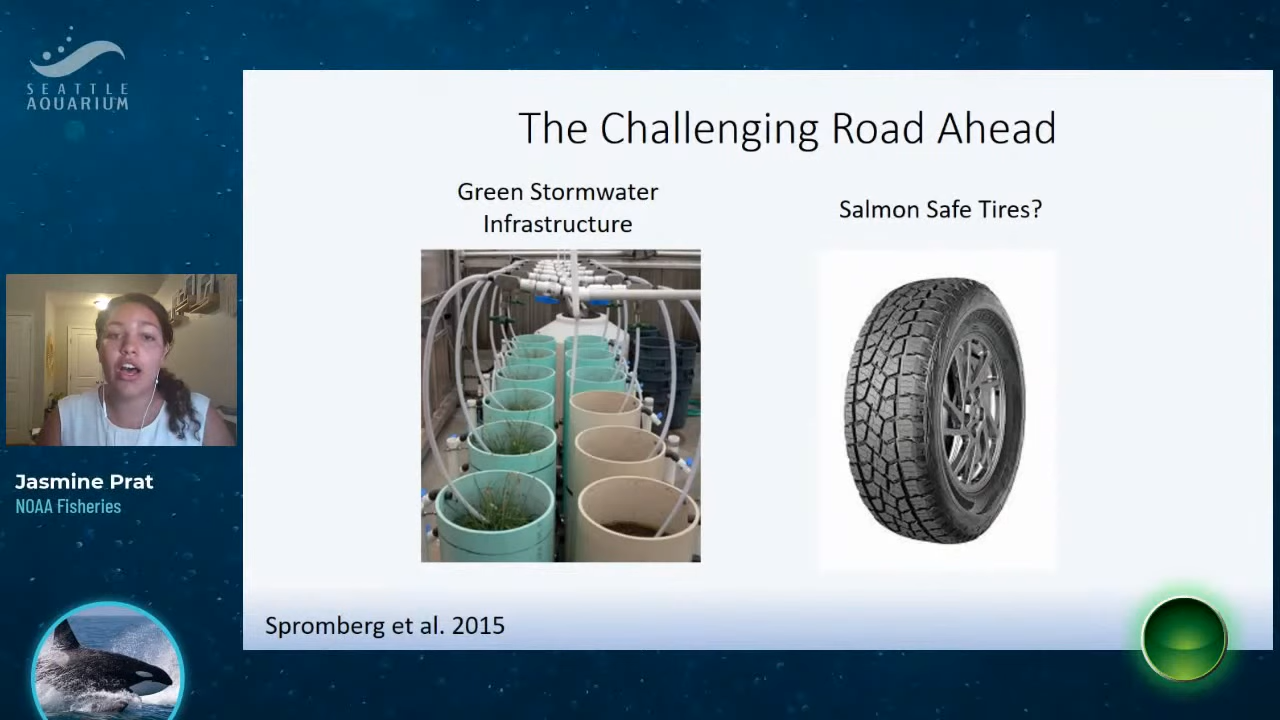 SEATTLE
AQUARIUM
The Challenging Road Ahead
Green Stormwater
Infrastructure
Salmon Safe Tires?
Jasmine Prat
NOAA Fisheries
Spromberg et al. 2015